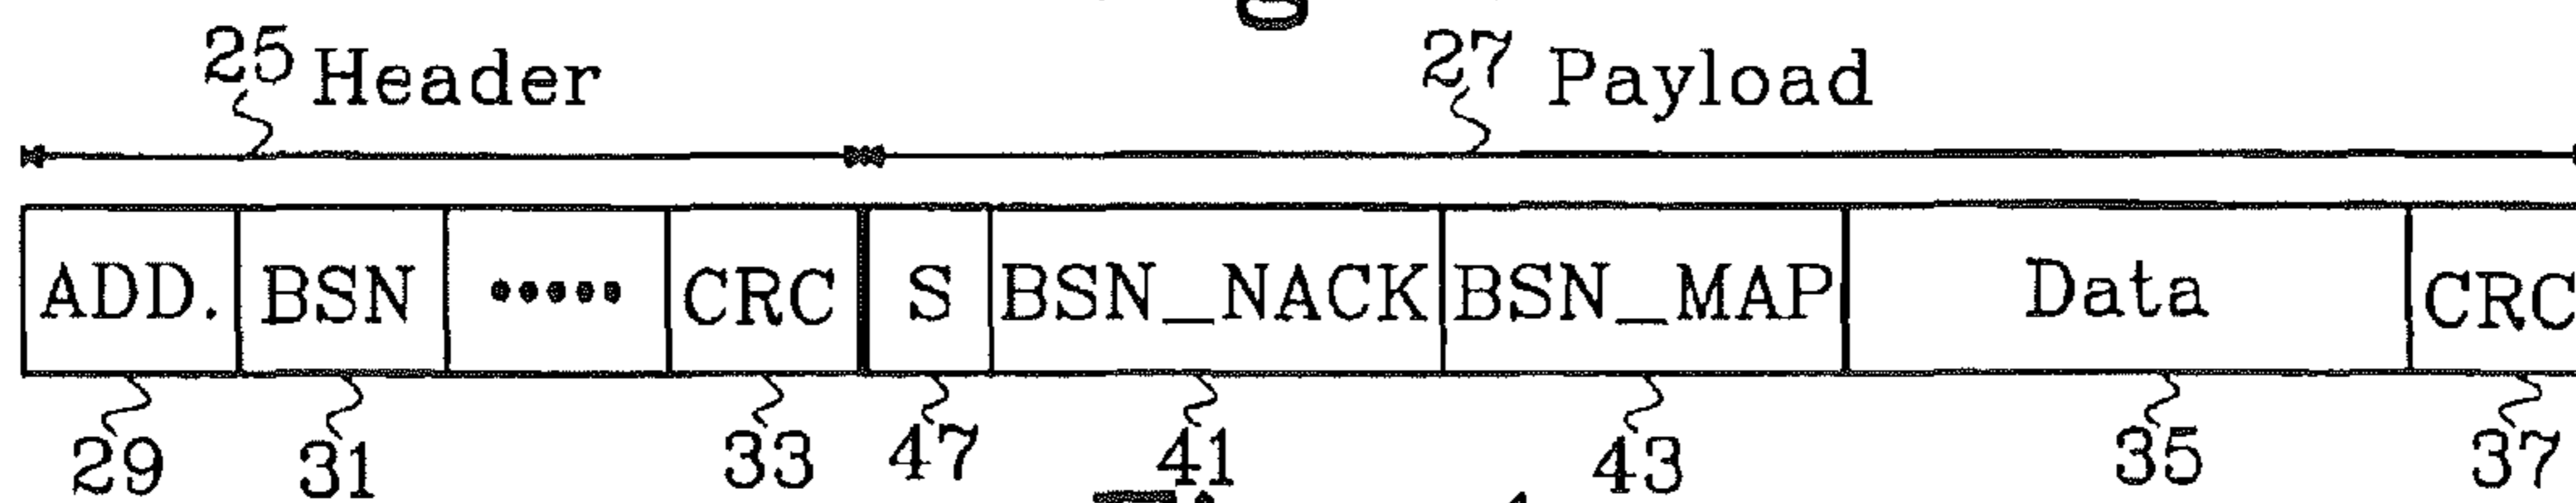 25 Header 27 Payload
ADD. BSN ••••• CRC S BSN_NACK BSN_MAP Data CRC
29 31 33 47 41 43 35 37